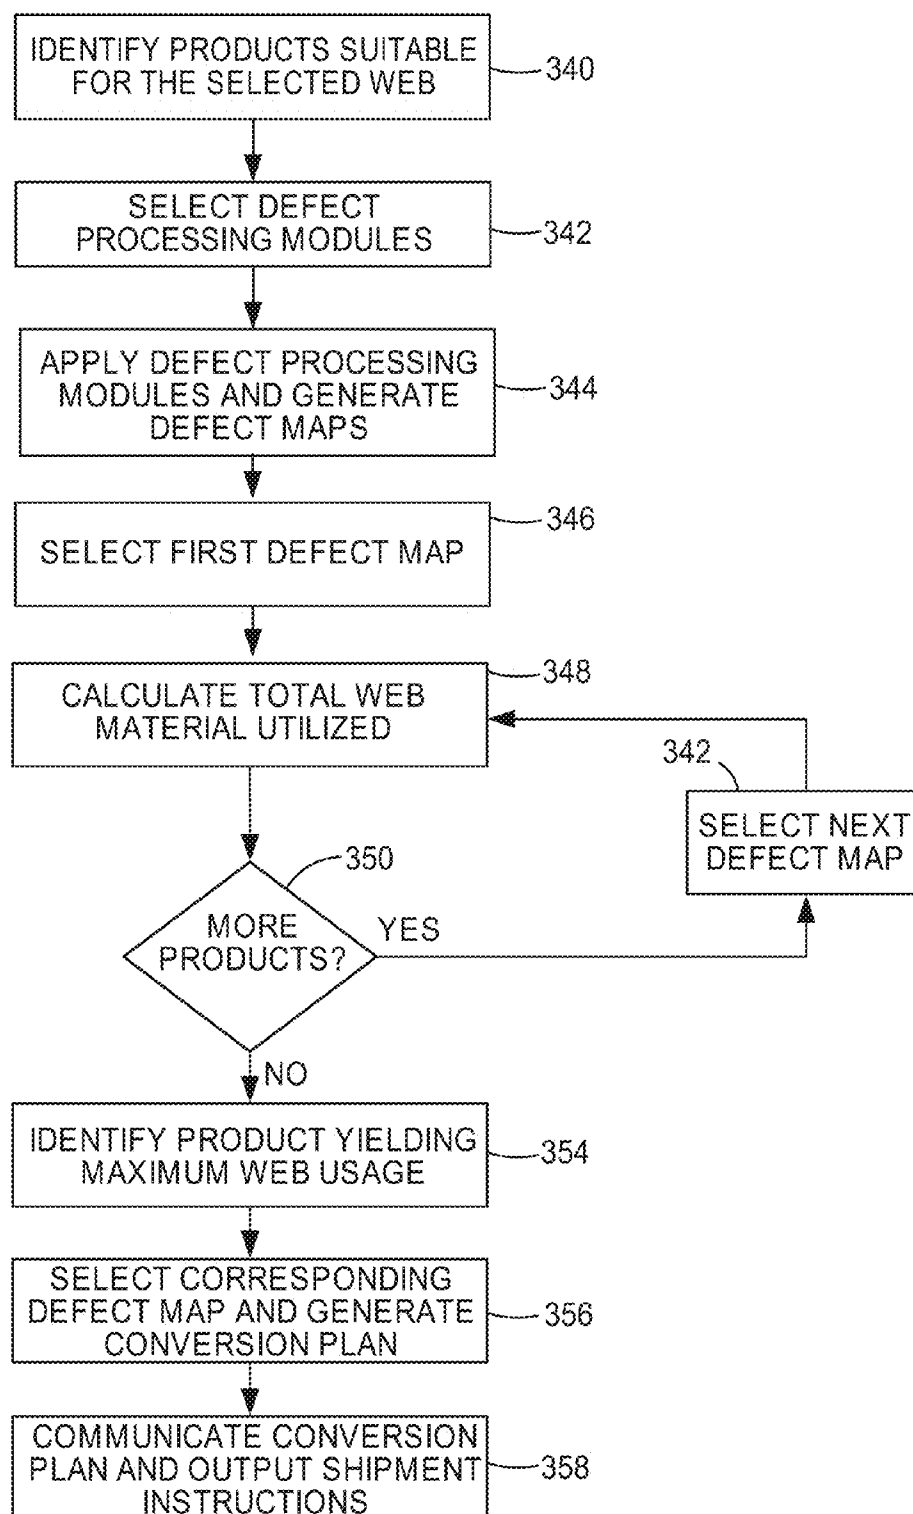 IDENTIFY PRODUCTS SUITABLE
FOR THE SELECTED WEB
340
SELECT DEFECT
PROCESSING MODULES
342
APPLY DEFECT PROCESSING
MODULES AND GENERATE
DEFECT MAPS
344
SELECT FIRST DEFECT MAP
346
CALCULATE TOTAL WEB
MATERIAL UTILIZED
348
342
SELECT NEXT
DEFECT MAP
350
MORE
PRODUCTS?
YES
NO
IDENTIFY PRODUCT YIELDING
MAXIMUM WEB USAGE
354
SELECT CORRESPONDING
DEFECT MAP AND GENERATE
CONVERSION PLAN
356
COMMUNICATE CONVERSION
PLAN AND OUTPUT SHIPMENT
INSTRUCTIONS
358